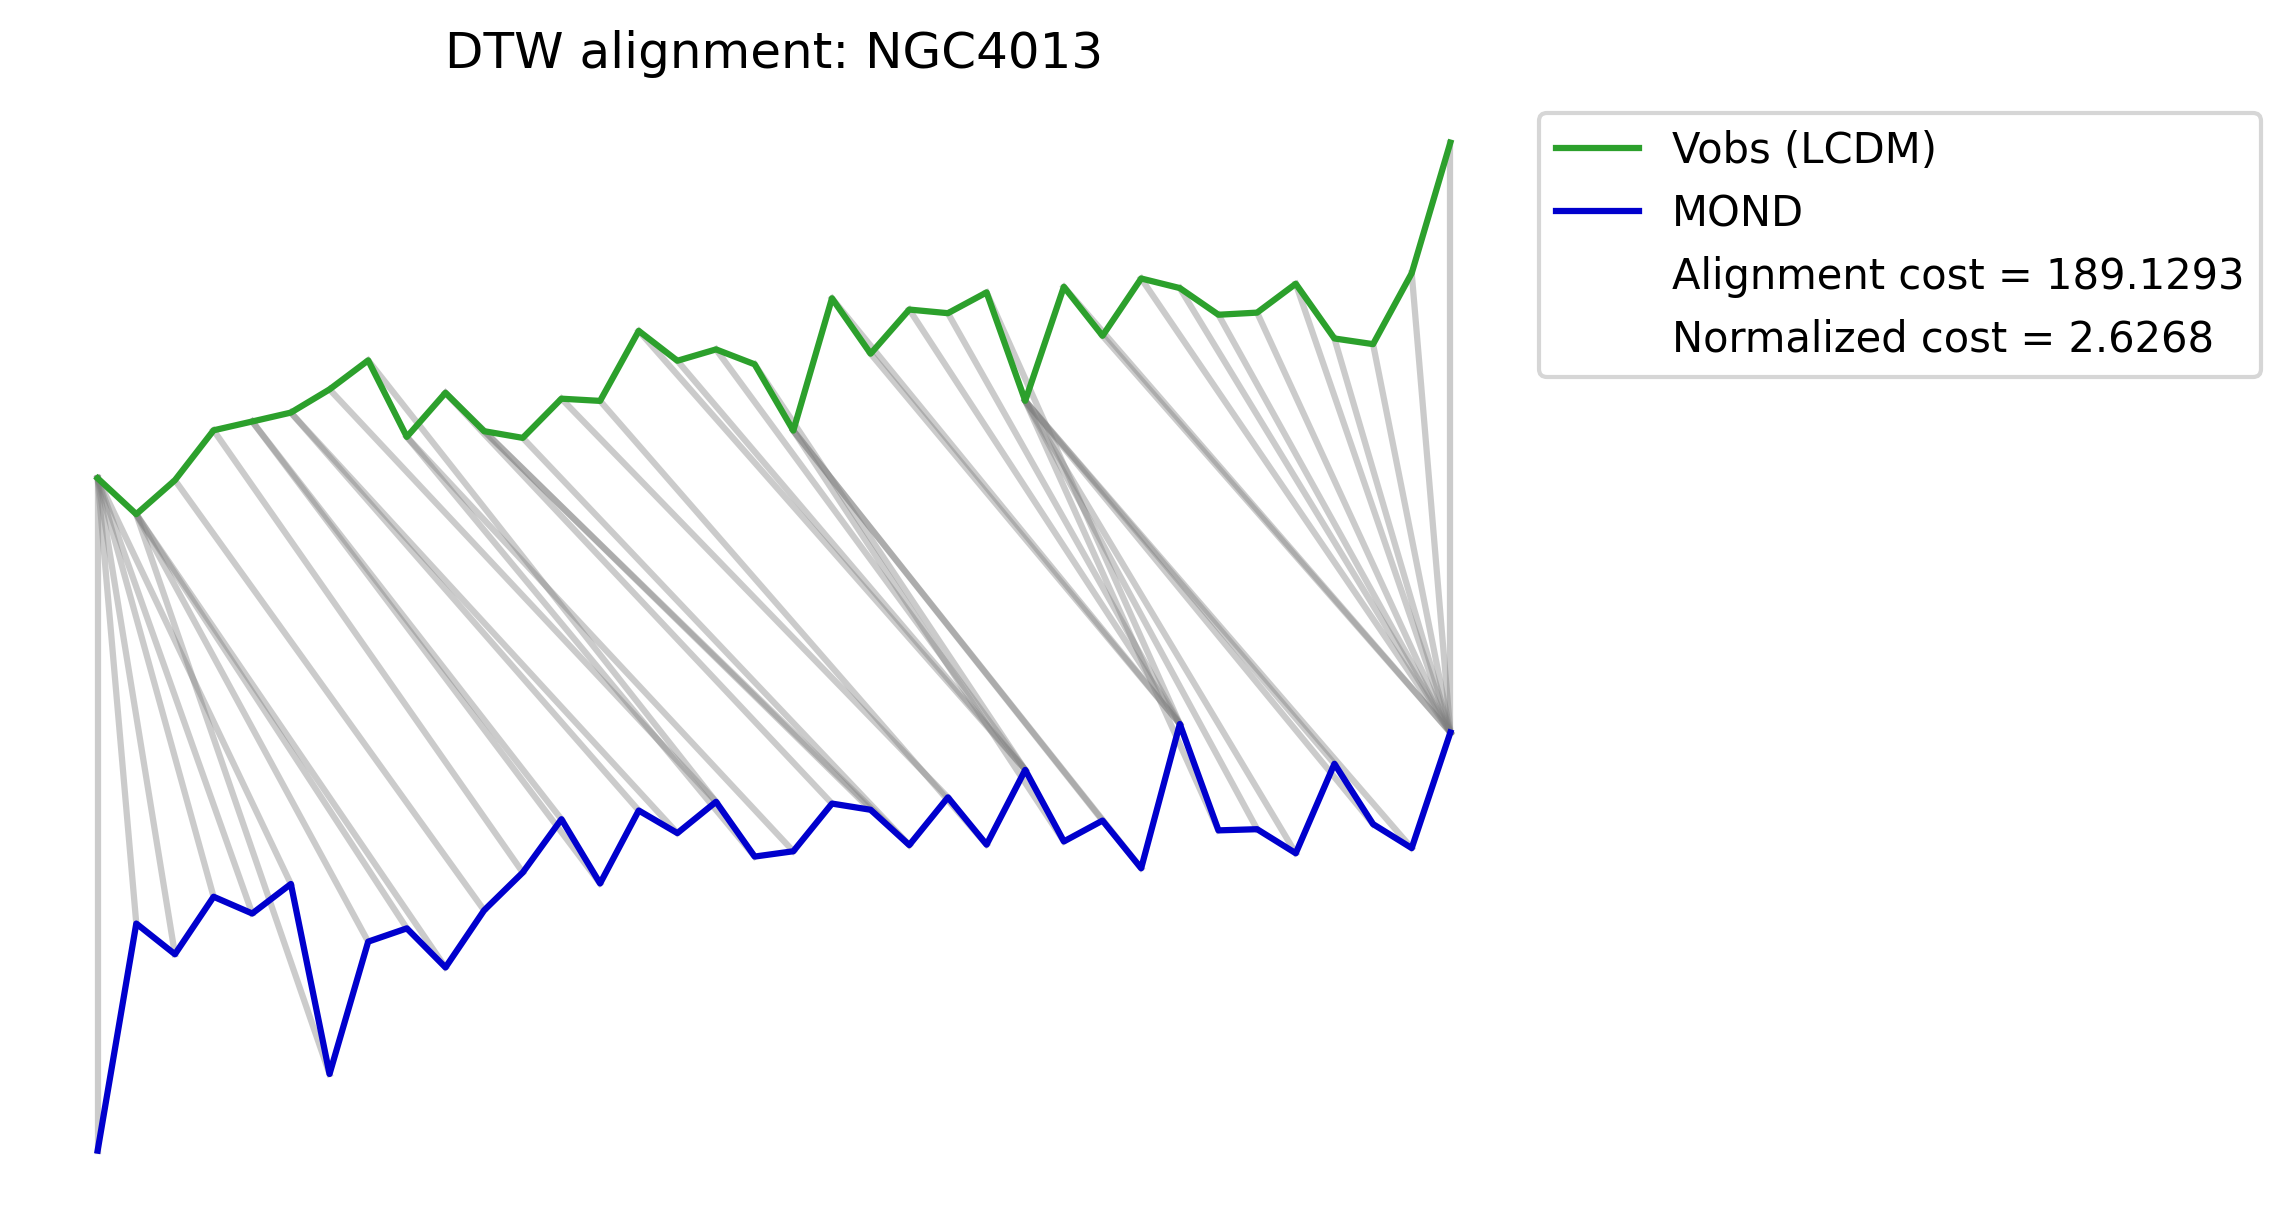 DTW alignment: NGC4013
Vobs (LCDM)
MOND
Alignment cost = 189.1293
Normalized cost = 2.6268